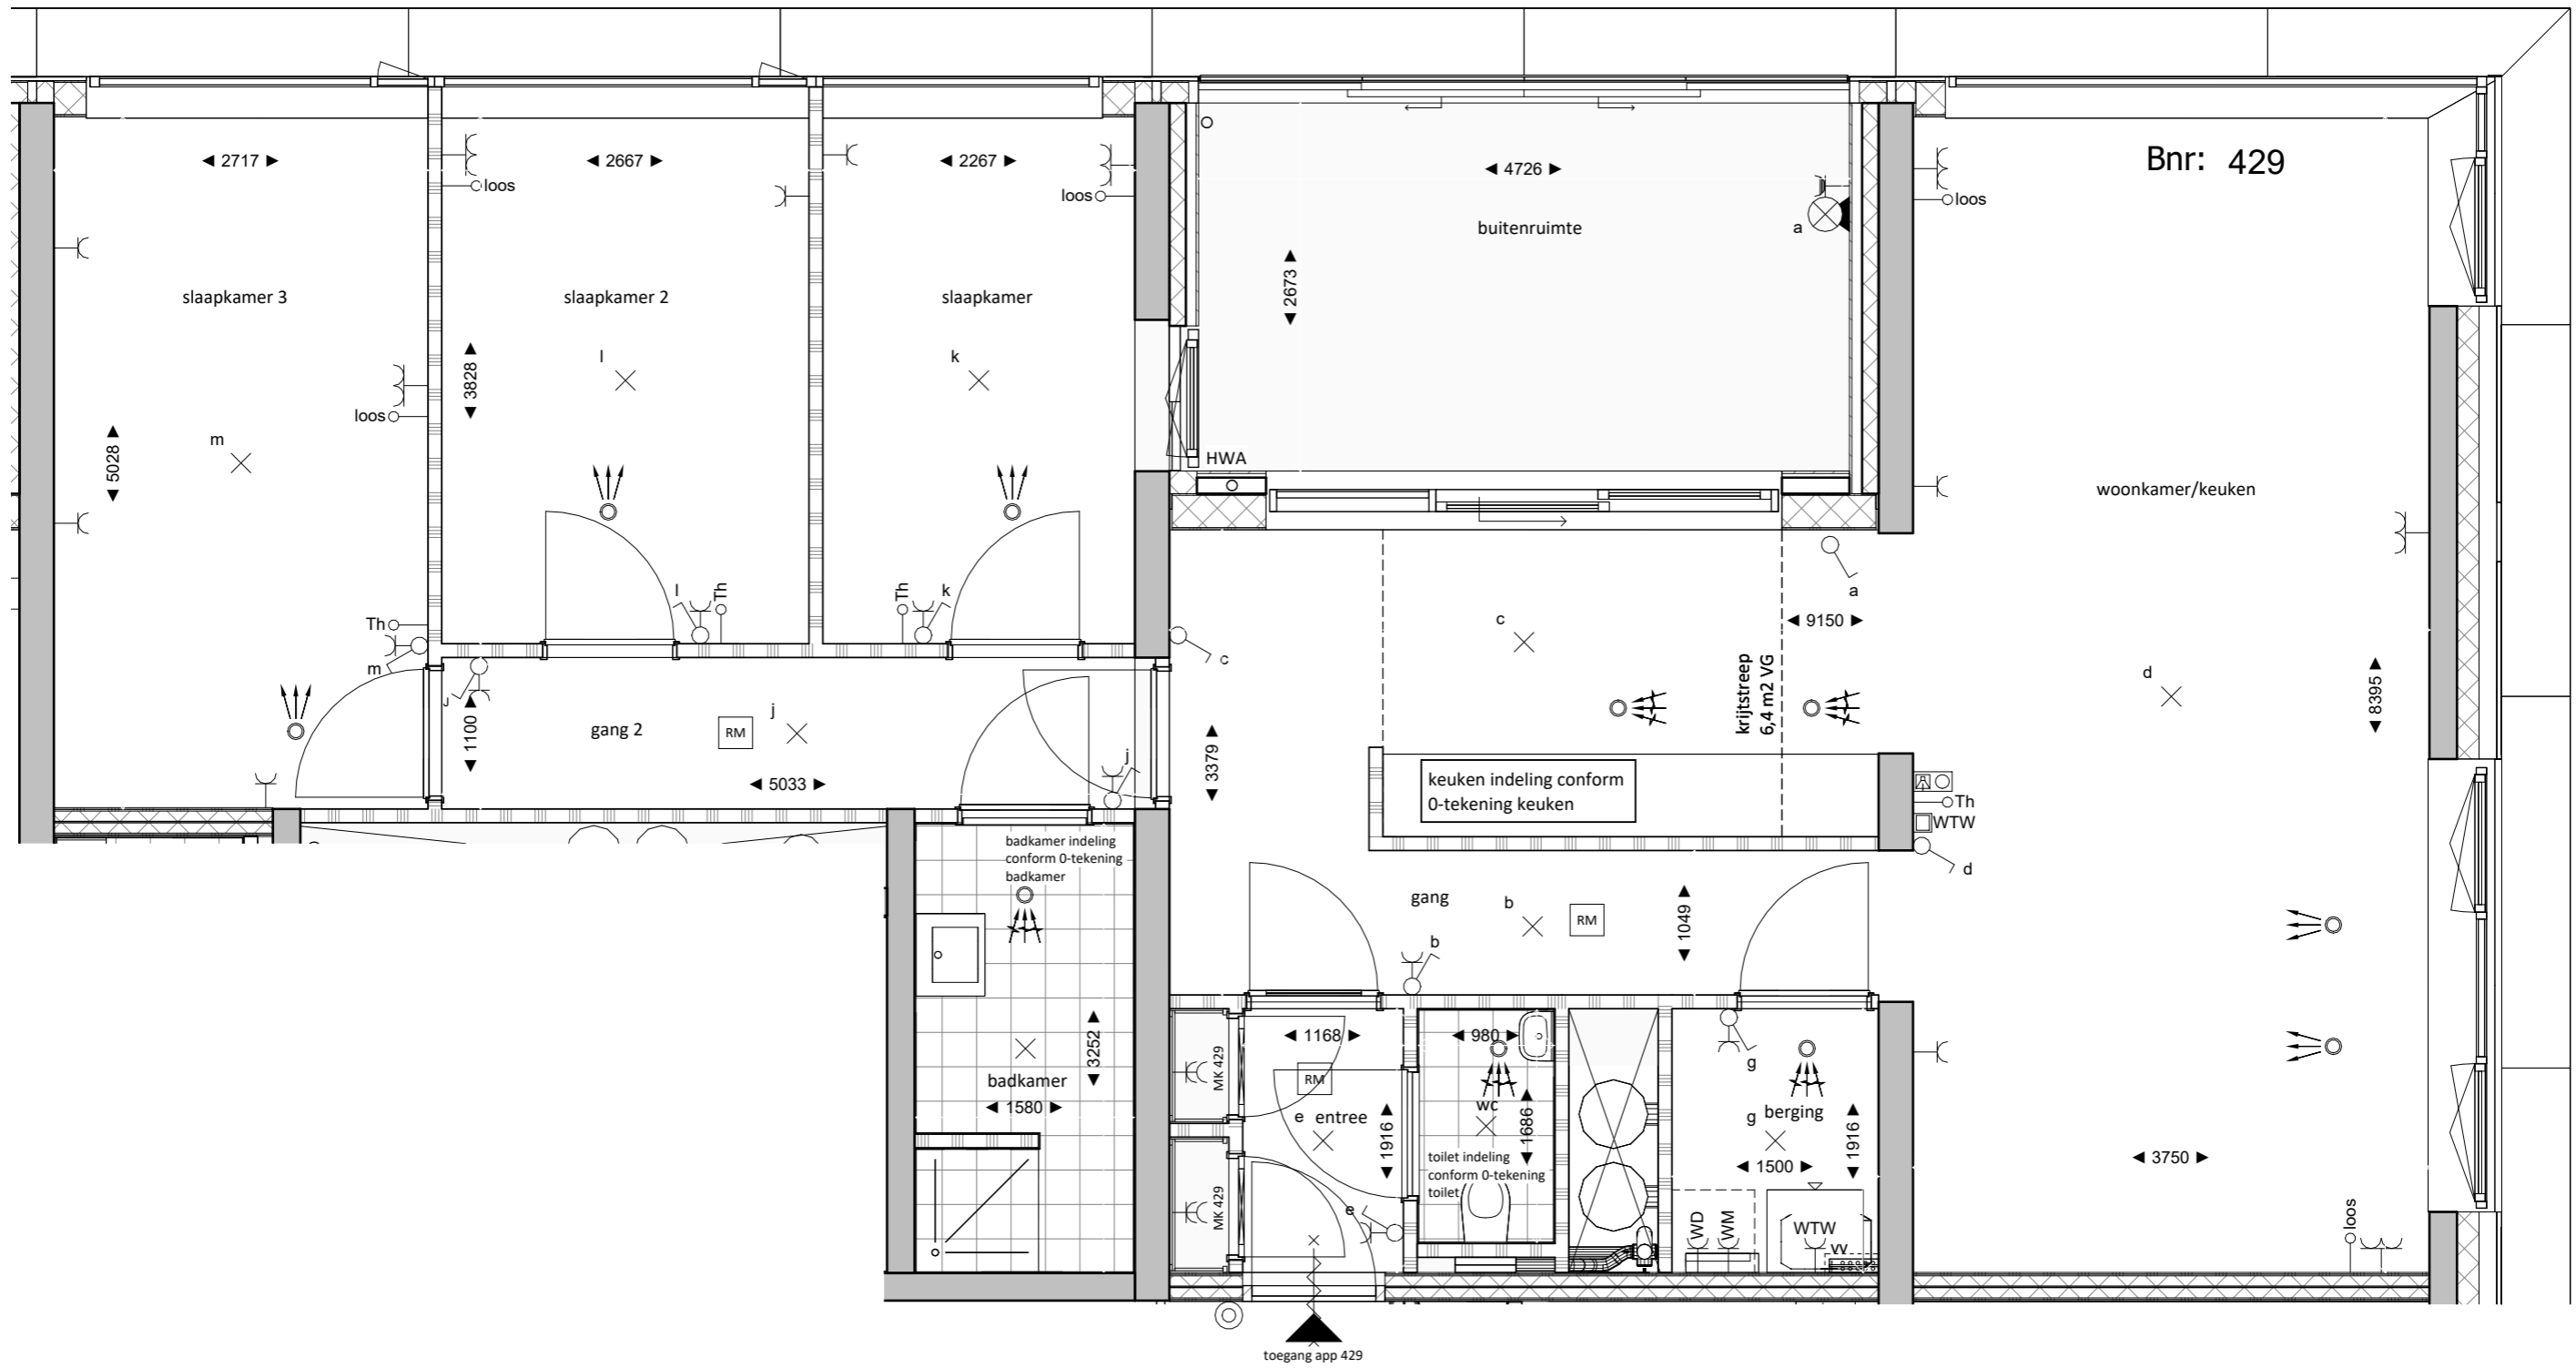 Bnr: 429
2717
2667
2267
4726
loos
loos
loos
buitenruimte
a
2673
slaapkamer 3
slaapkamer 2
slaapkamer
l
k
3828
loos
m
5028
HWA
woonkamer/keuken
l
Th
Th
k
a
Th
m
c
c
9150
krijtstreep
6,4 m2 VG
d
8395
J
1100
gang 2
RM
j
j
5033
3379
keuken indeling conform
0-tekening keuken
Th
WTW
d
badkamer indeling
conform 0-tekening
badkamer
gang
b
RM
1049
b
3252
badkamer
1580
MK 429
MK 429
1168
RM
e entree
1916
e
980
wc
1686
toilet indeling
conform 0-tekening
toilet
g
g berging
1916
1500
WD
WM
WTW
VV
3750
loos
toegang app 429